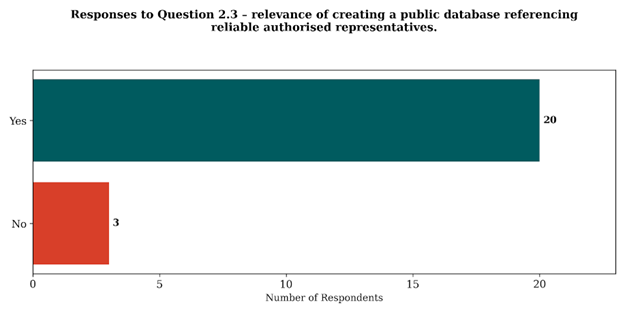 Responses to Question 2.3 – relevance of creating a public database referencing
reliable authorised representatives.
Yes
20
No
3
0 5 10 15 20
Number of Respondents